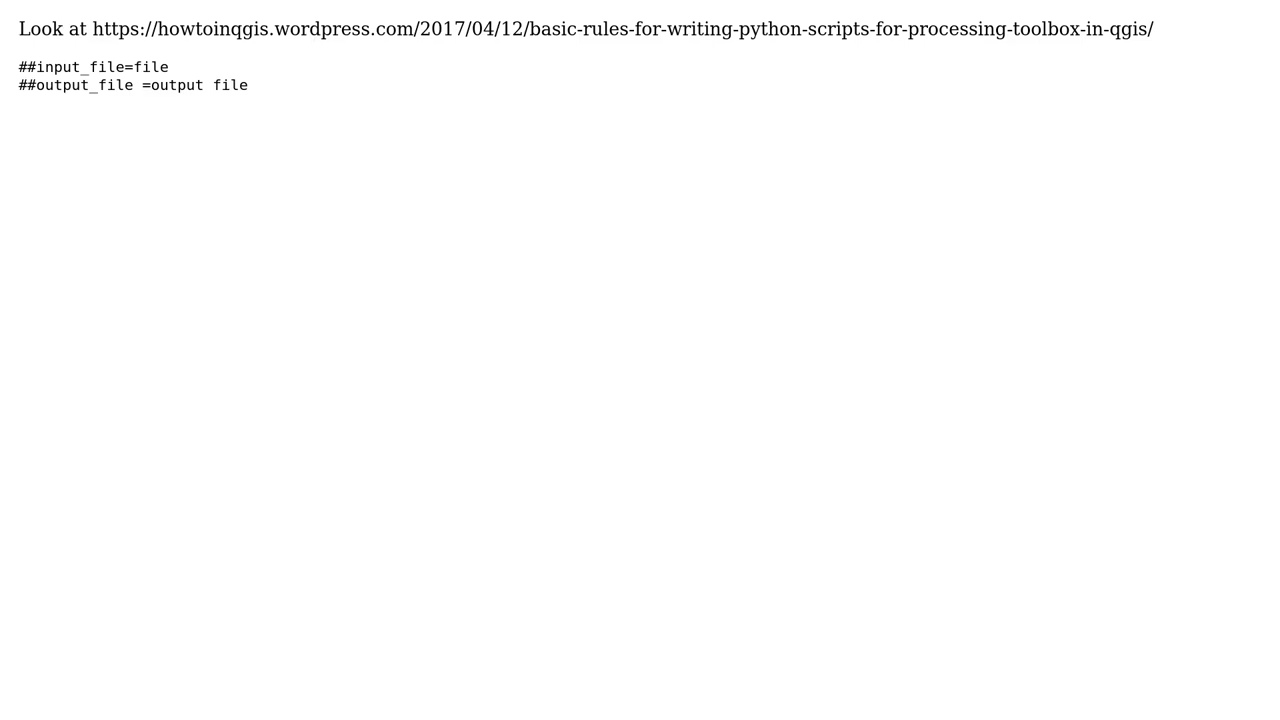 Look at https://howtoinqgis.wordpress.com/2017/04/12/basic-rules-for-writing-python-scripts-for-processing-toolbox-in-qgis/
##input_file=file
##output_file =output file